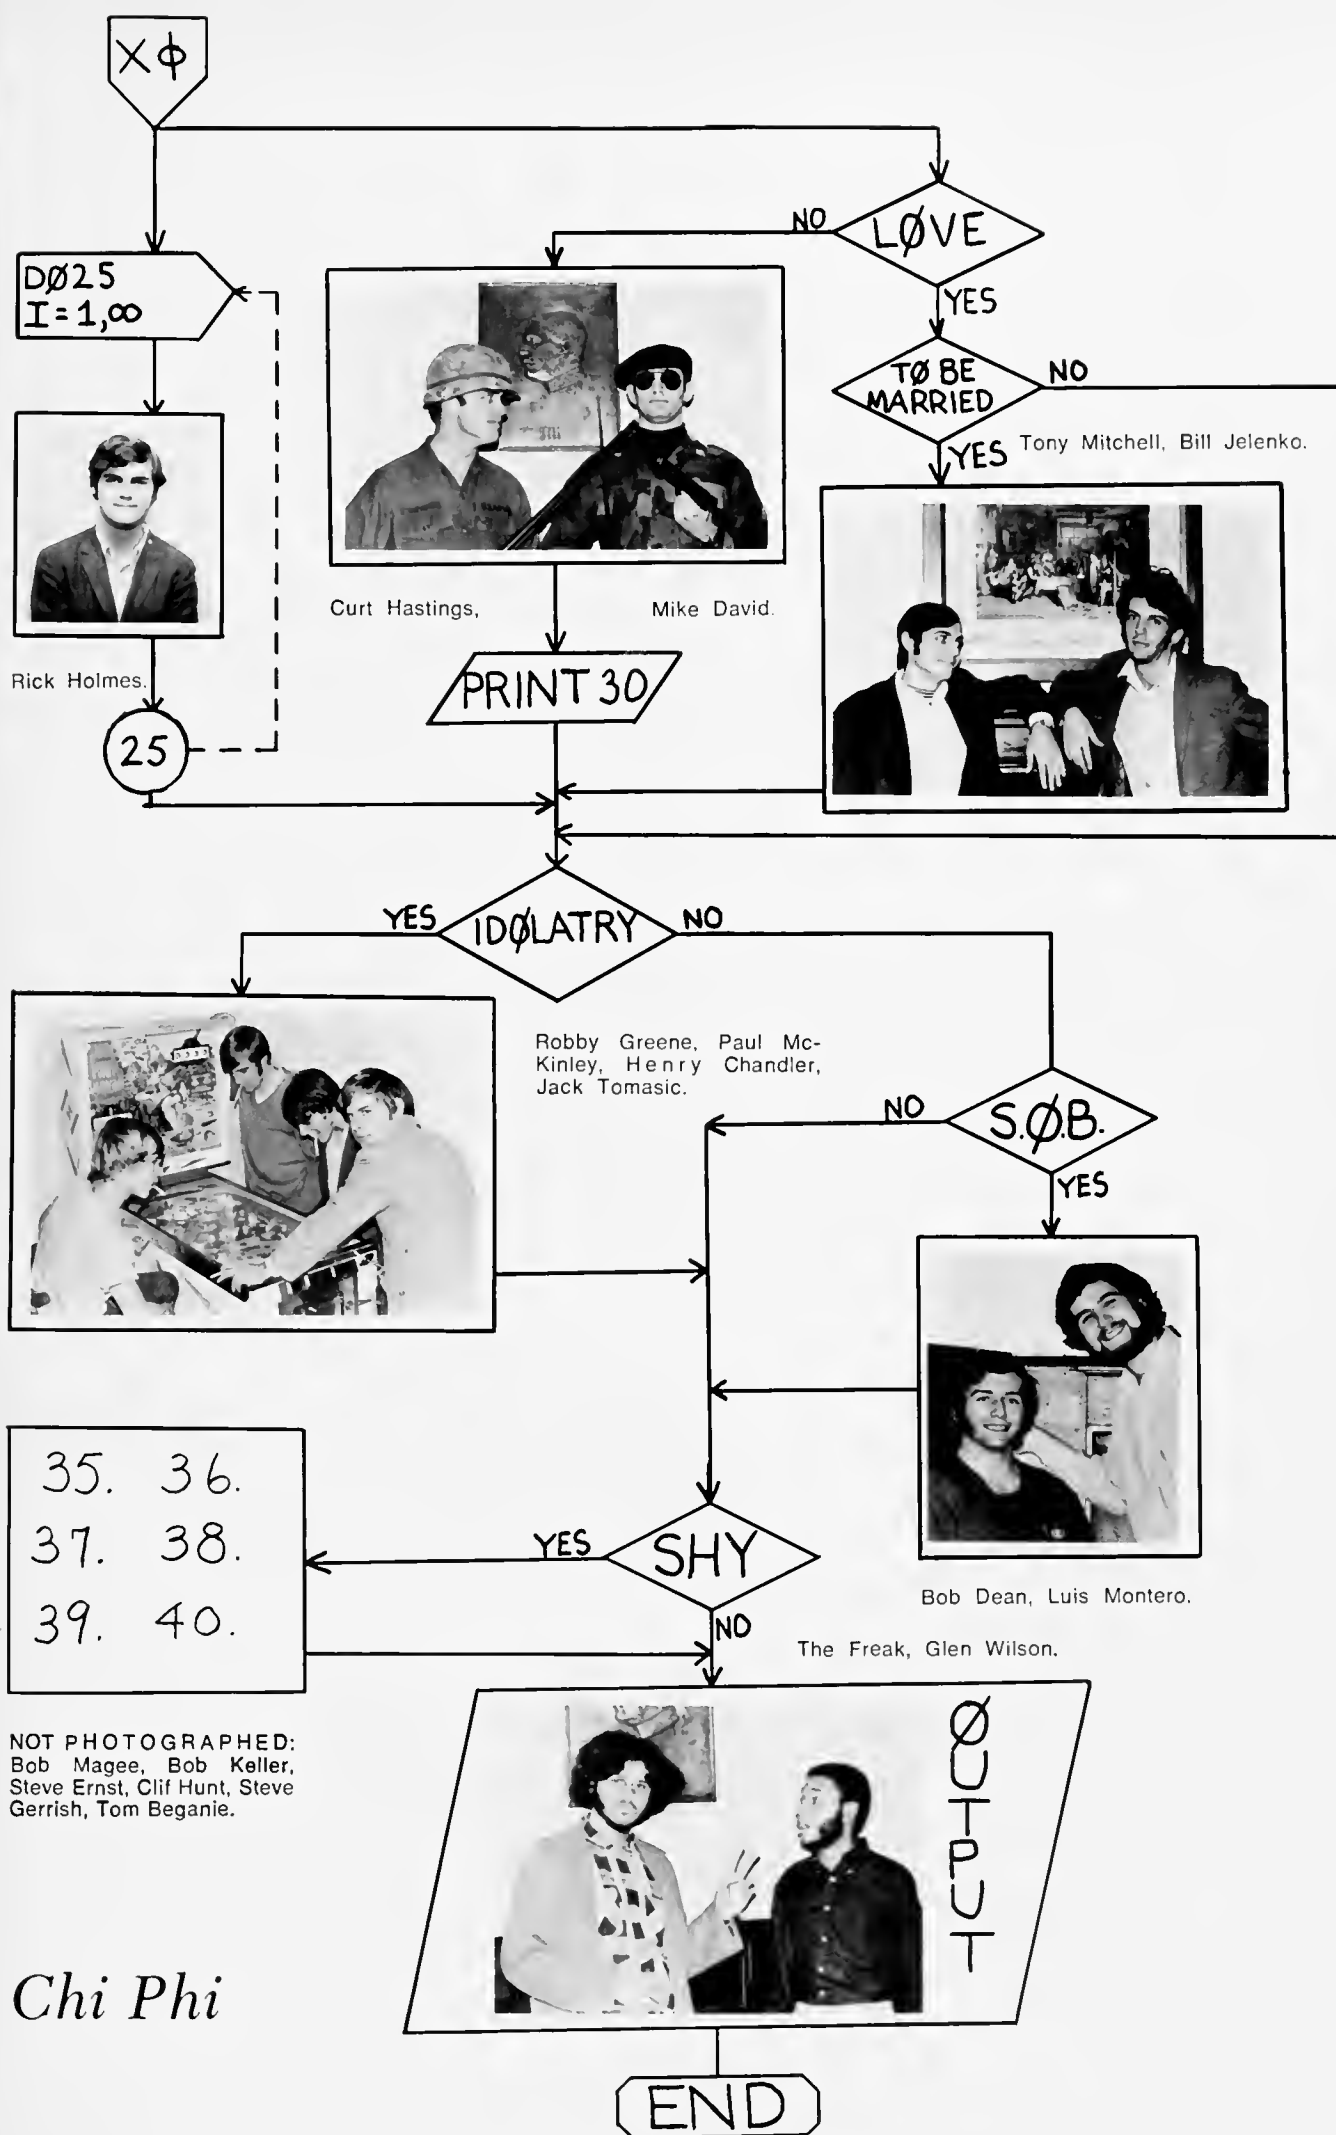 XΦ
LØVE
NO
YES
DØ25
I=1,∞
TØ BE
MARRIED
NO
YES
Tony Mitchell, Bill Jelenko.
Curt Hastings,
Mike David.
Rick Holmes.
PRINT 30
25
IDØLATRY
YES
NO
Robby Greene, Paul Mc-
Kinley, Henry Chandler,
Jack Tomasic.
S.Ø.B.
NO
YES
35. 36.
37. 38.
39. 40.
SHY
YES
NO
Bob Dean, Luis Montero.
The Freak, Glen Wilson.
NOT PHOTOGRAPHED:
Bob Magee, Bob Keller,
Steve Ernst, Clif Hunt, Steve
Gerrish, Tom Beganie.
ØUTPUT
Chi Phi
END